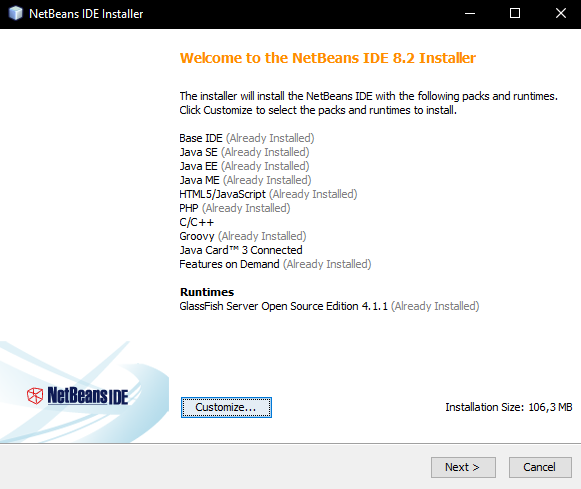 NetBeans IDE Installer
Welcome to the NetBeans IDE 8.2 Installer
The installer will install the NetBeans IDE with the following packs and runtimes.
Click Customize to select the packs and runtimes to install.
Base IDE (Already Installed)
Java SE (Already Installed)
Java EE (Already Installed)
Java ME (Already Installed)
HTML5/JavaScript (Already Installed)
PHP (Already Installed)
C/C++
Groovy (Already Installed)
Java Card™ 3 Connected
Features on Demand (Already Installed)
Runtimes
GlassFish Server Open Source Edition 4.1.1 (Already Installed)
NetBeans IDE
Customize... Installation Size: 106,3 MB
Next > Cancel